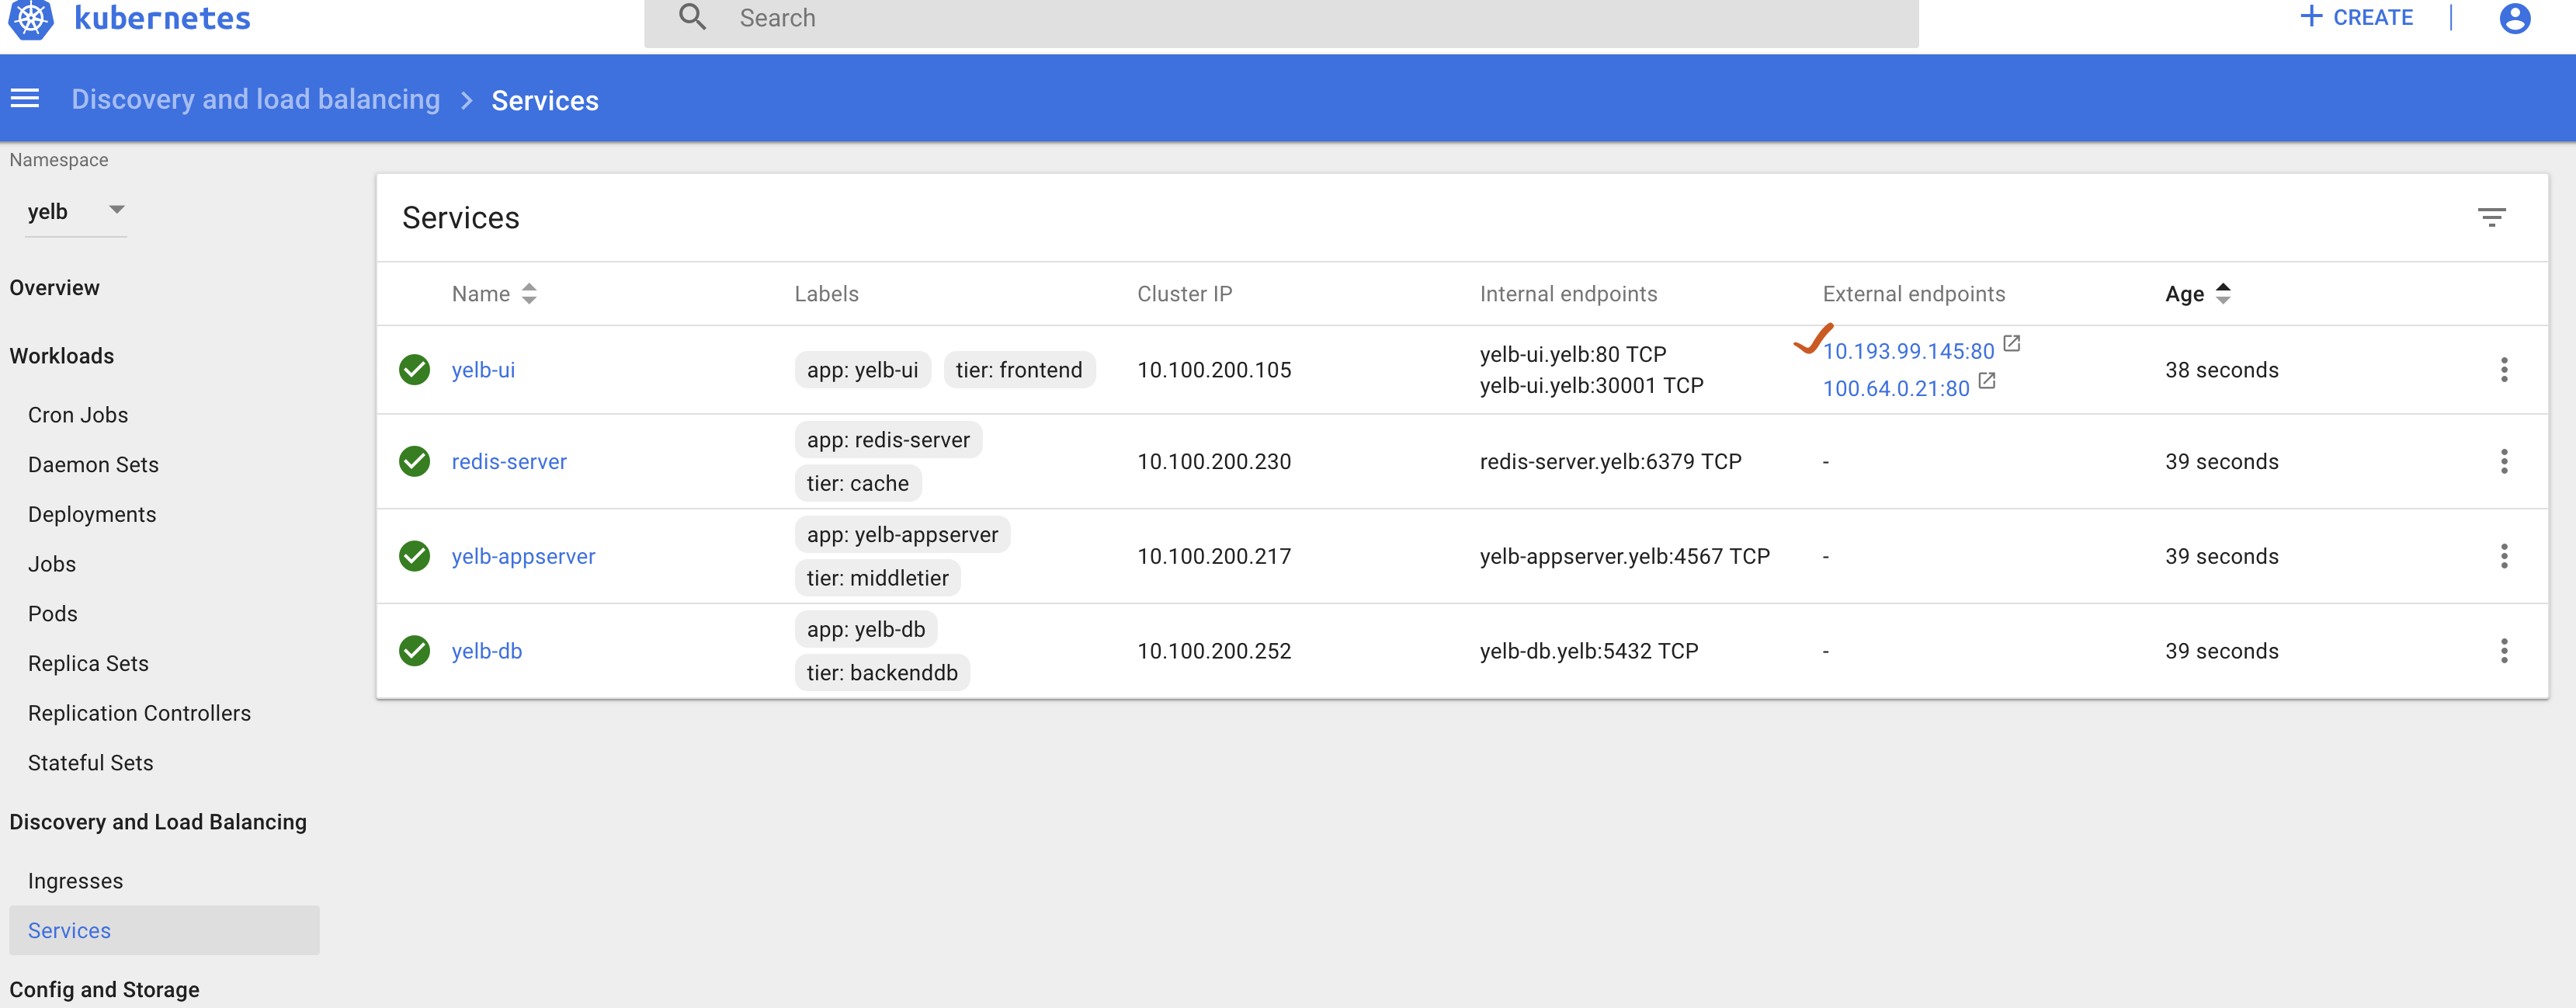 kubernetes
Search
CREATE
Discovery and load balancing > Services
Namespace
yelb
Overview
Workloads
Cron Jobs
Daemon Sets
Deployments
Jobs
Pods
Replica Sets
Replication Controllers
Stateful Sets
Discovery and Load Balancing
Ingresses
Services
Config and Storage
Services
Name Labels Cluster IP Internal endpoints External endpoints Age
yelb-ui app: yelb-ui tier: frontend 10.100.200.105 yelb-ui.yelb:80 TCP 10.193.99.145:80 38 seconds
yelb-ui.yelb:30001 TCP 100.64.0.21:80
redis-server app: redis-server 10.100.200.230 redis-server.yelb:6379 TCP - 39 seconds
tier: cache
yelb-appserver app: yelb-appserver 10.100.200.217 yelb-appserver.yelb:4567 TCP - 39 seconds
tier: middletier
yelb-db app: yelb-db 10.100.200.252 yelb-db.yelb:5432 TCP - 39 seconds
tier: backenddb